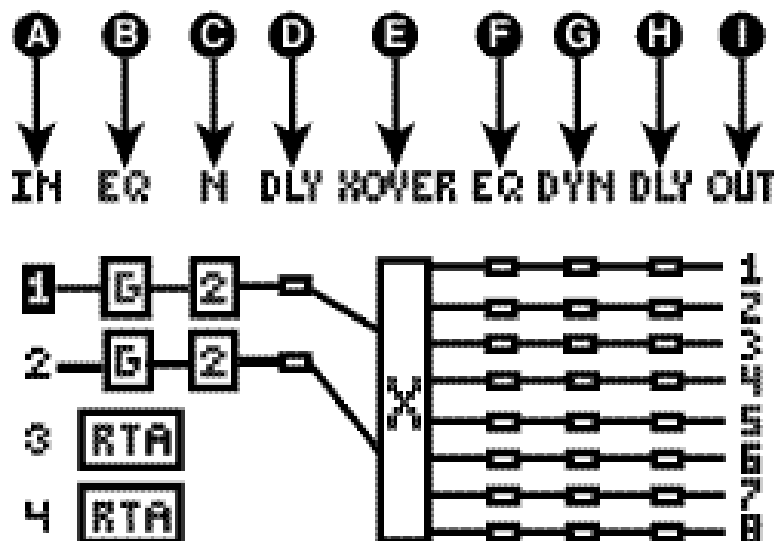 A B C D E F G H I
IN EQ N DLY XOVER EQ DYN DLY OUT
1 G 2 X 1
2 G 2 2
3 RTA 3
4 RTA 4
5
6
7
8